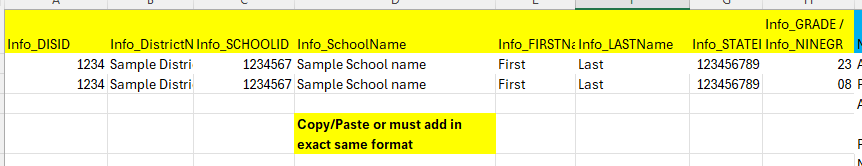 A B C D E F G H
Info_GRADE /
Info_DISID Info_DistrictN Info_SCHOOLID Info_SchoolName Info_FIRSTNa Info_LASTName Info_STATEI Info_NINEGR
1234 Sample Distri 1234567 Sample School name First Last 123456789 23
1234 Sample Distri 1234567 Sample School name First Last 123456789 08
Copy/Paste or must add in
exact same format